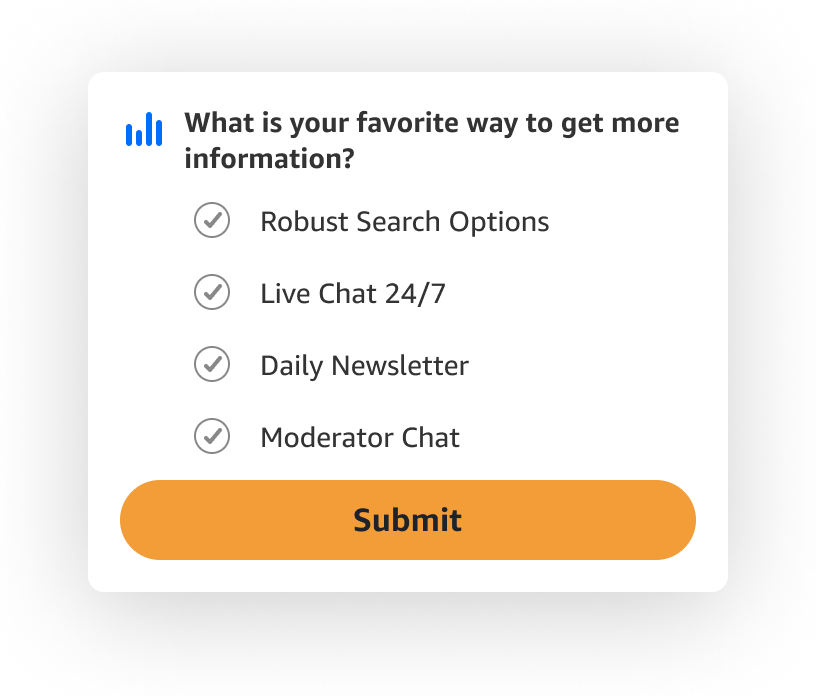 What is your favorite way to get more
information?
Robust Search Options
Live Chat 24/7
Daily Newsletter
Moderator Chat
Submit